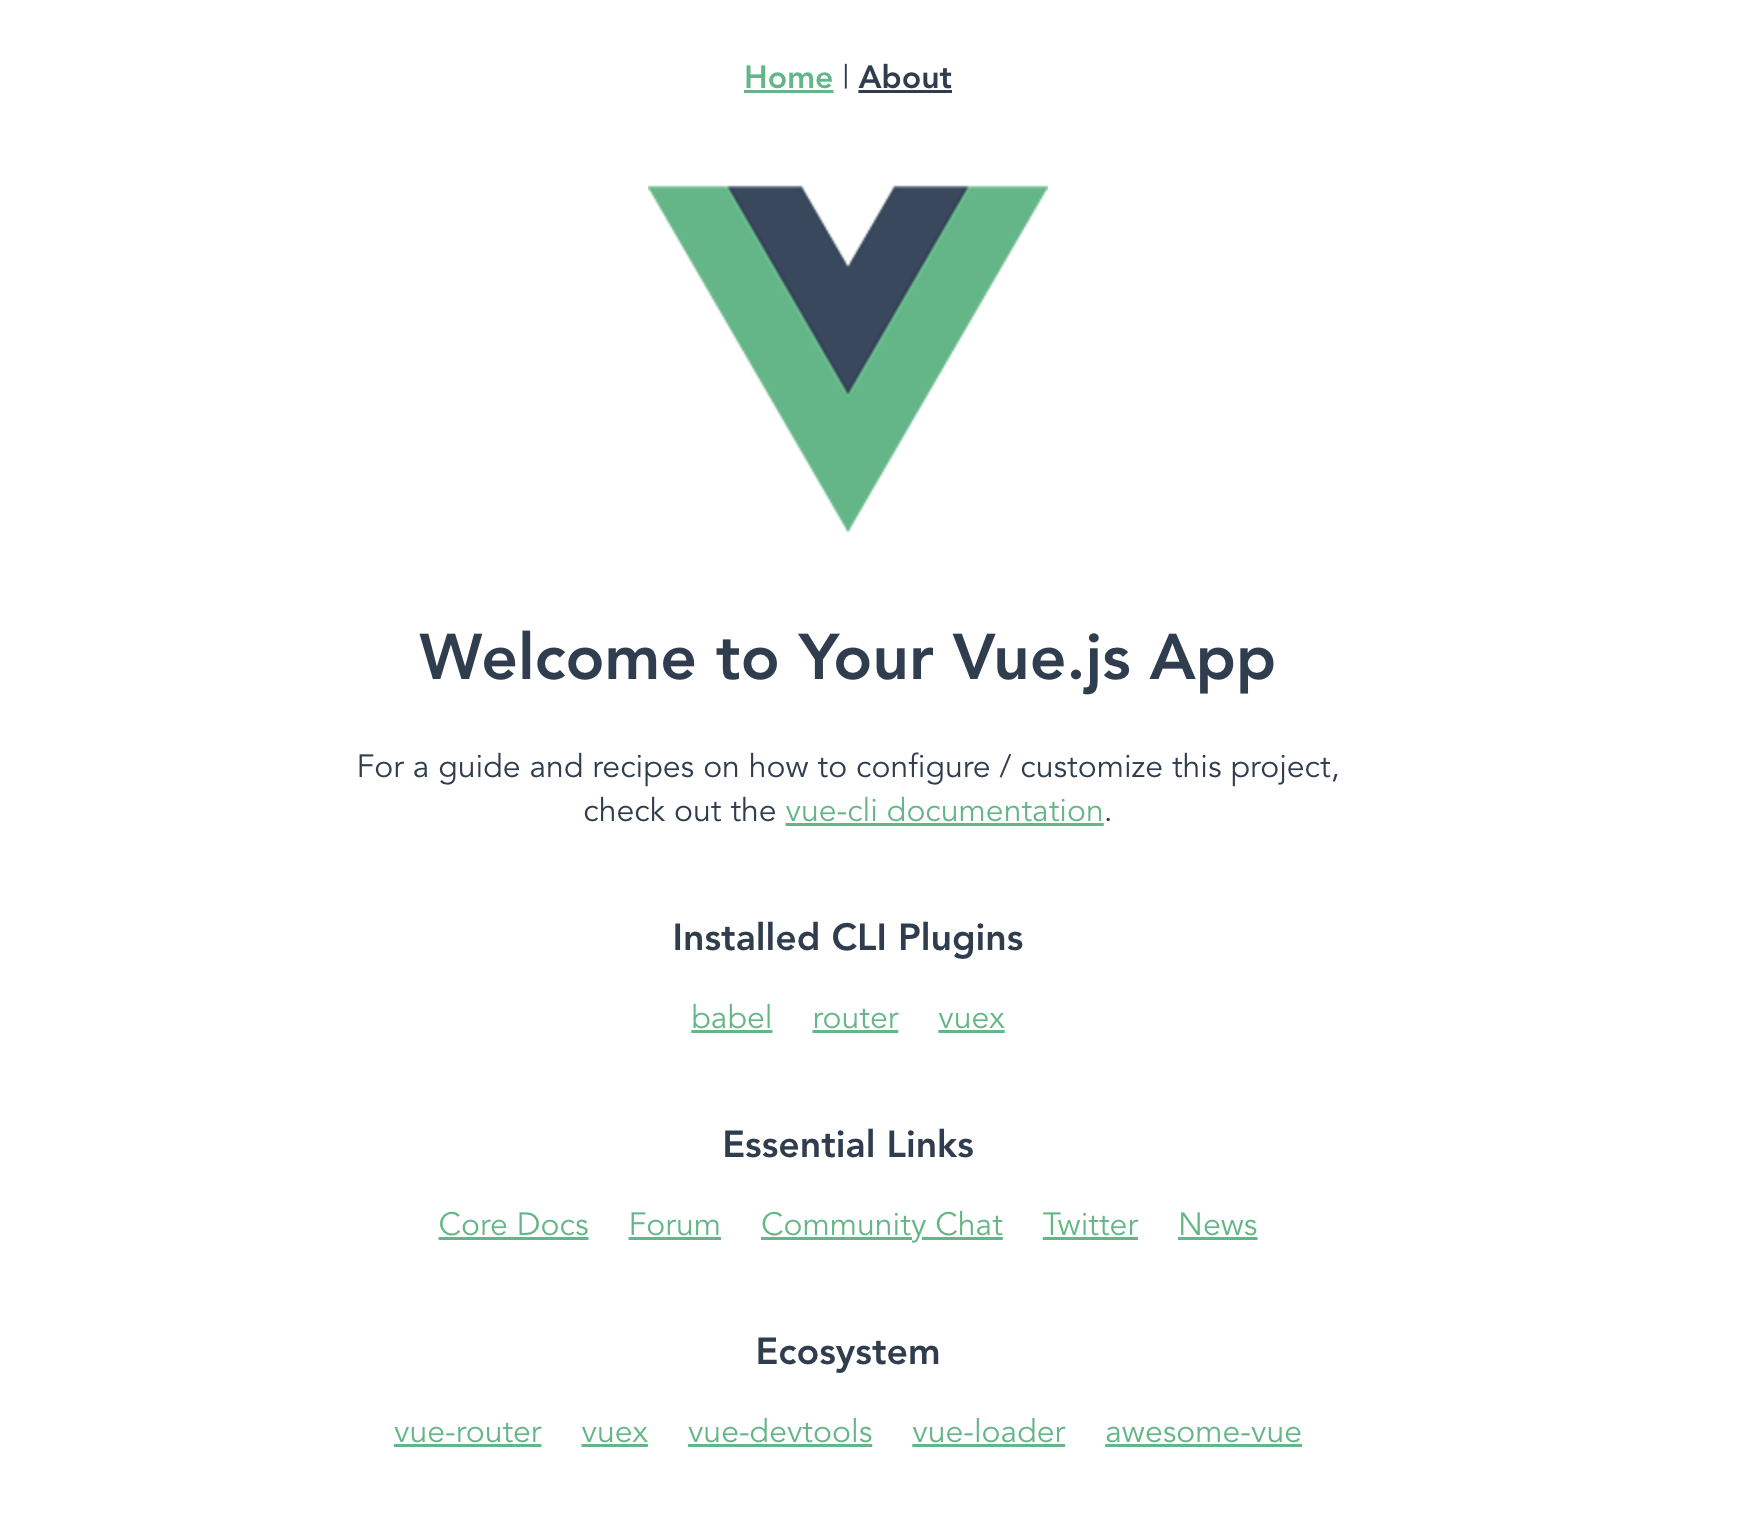 Home | About
Welcome to Your Vue.js App
For a guide and recipes on how to configure / customize this project,
check out the vue-cli documentation.
Installed CLI Plugins
babel router vuex
Essential Links
Core Docs Forum Community Chat Twitter News
Ecosystem
vue-router vuex vue-devtools vue-loader awesome-vue